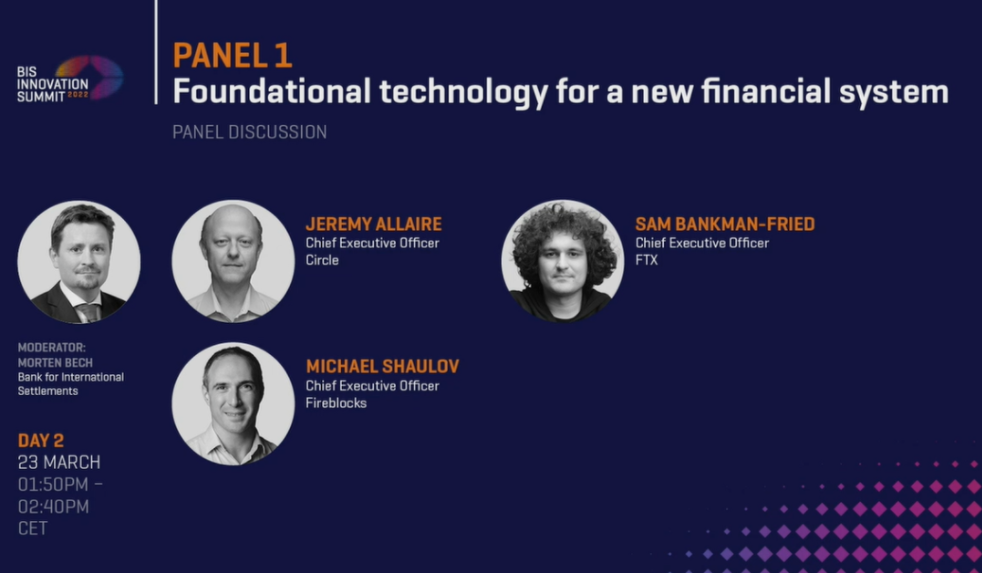 BIS
INNOVATION
SUMMIT 2022
PANEL 1
Foundational technology for a new financial system
PANEL DISCUSSION
MODERATOR:
MORTEN BECH
Bank for International
Settlements
JEREMY ALLAIRE
Chief Executive Officer
Circle
SAM BANKMAN-FRIED
Chief Executive Officer
FTX
MICHAEL SHAULOV
Chief Executive Officer
Fireblocks
DAY 2
23 MARCH
01:50PM –
02:40PM
CET